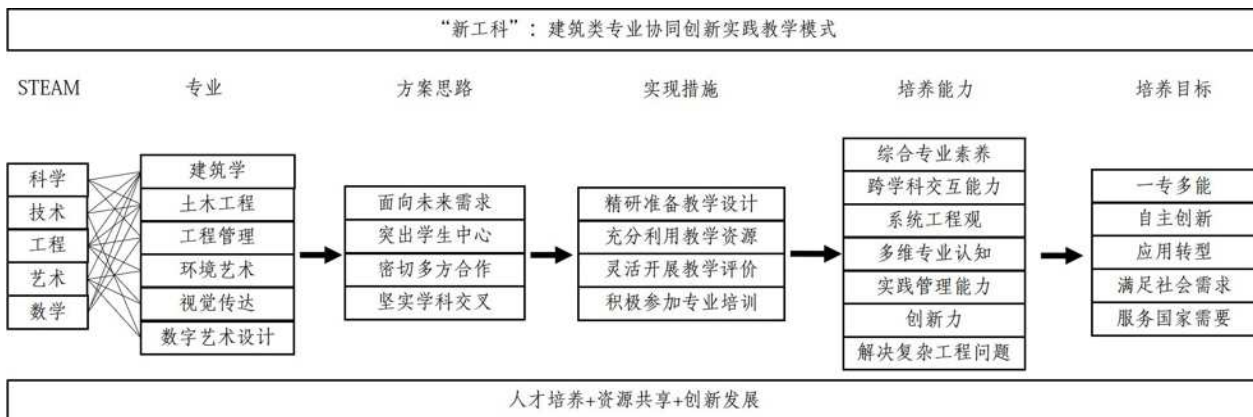 “新工科”：建筑类专业协同创新实践教学模式
STEAM
专业
方案思路
实现措施
培养能力
培养目标
科学
技术
工程
艺术
数学
建筑学
土木工程
工程管理
环境艺术
视觉传达
数字艺术设计
面向未来需求
突出学生中心
密切多方合作
坚实学科交叉
精研准备教学设计
充分利用教学资源
灵活开展教学评价
积极参加专业培训
综合专业素养
跨学科交互能力
系统工程观
多维专业认知
实践管理能力
创新力
解决复杂工程问题
一专多能
自主创新
应用转型
满足社会需求
服务国家需要
人才培养+资源共享+创新发展